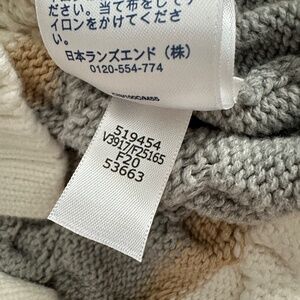 ださい。当て布をして
イロンをかけてくださ
い。
日本ランズエンド（株）
0120-554-774
519454
V3917/F25165
F20
53663